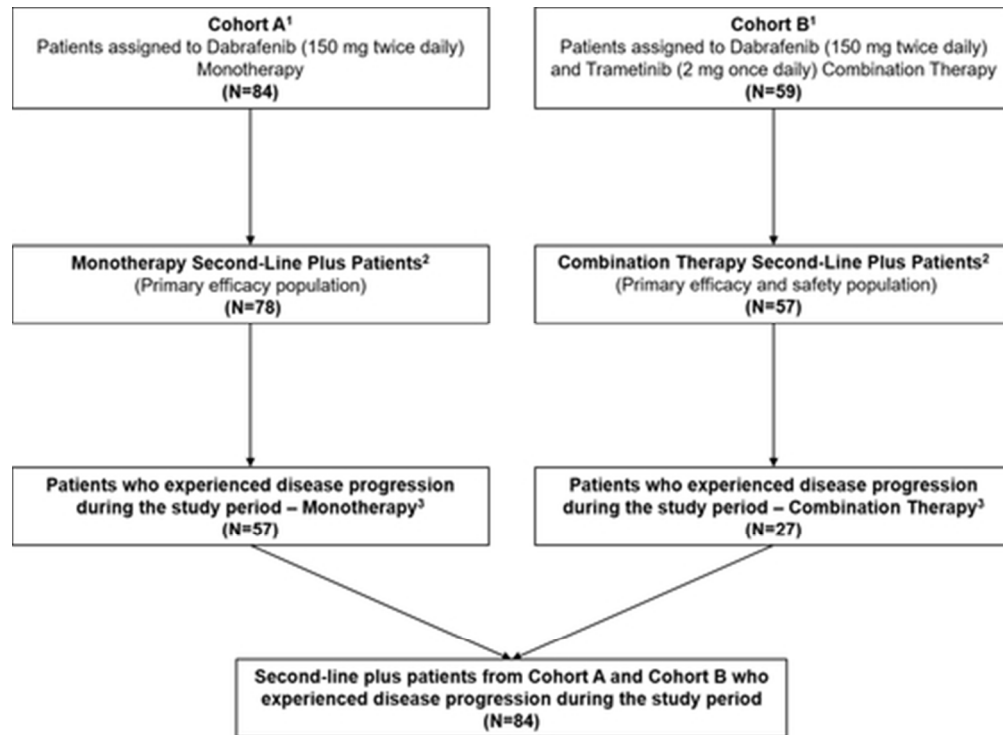 Cohort A¹
Patients assigned to Dabrafenib (150 mg twice daily)
Monotherapy
(N=84)
Cohort B¹
Patients assigned to Dabrafenib (150 mg twice daily)
and Trametinib (2 mg once daily) Combination Therapy
(N=59)
Monotherapy Second-Line Plus Patients²
(Primary efficacy population)
(N=78)
Combination Therapy Second-Line Plus Patients²
(Primary efficacy and safety population)
(N=57)
Patients who experienced disease progression
during the study period – Monotherapy³
(N=57)
Patients who experienced disease progression
during the study period – Combination Therapy³
(N=27)
Second-line plus patients from Cohort A and Cohort B who
experienced disease progression during the study period
(N=84)